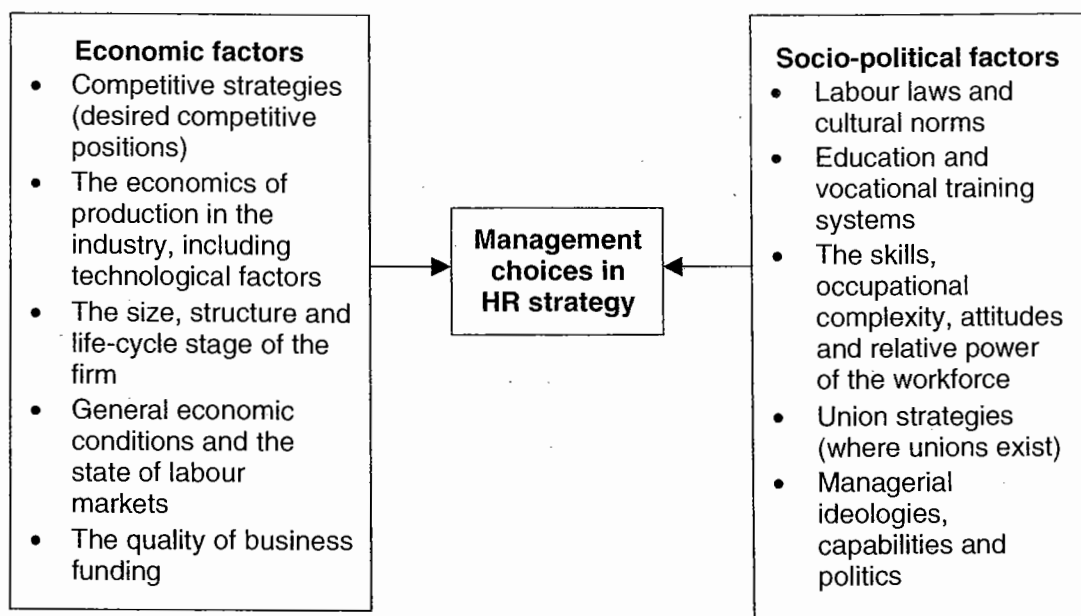 Economic factors
• Competitive strategies
(desired competitive
positions)
• The economics of
production in the
industry, including
technological factors
• The size, structure and
life-cycle stage of the
firm
• General economic
conditions and the
state of labour
markets
• The quality of business
funding
Management
choices in
HR strategy
Socio-political factors
• Labour laws and
cultural norms
• Education and
vocational training
systems
• The skills,
occupational
complexity, attitudes
and relative power
of the workforce
• Union strategies
(where unions exist)
• Managerial
ideologies,
capabilities and
politics